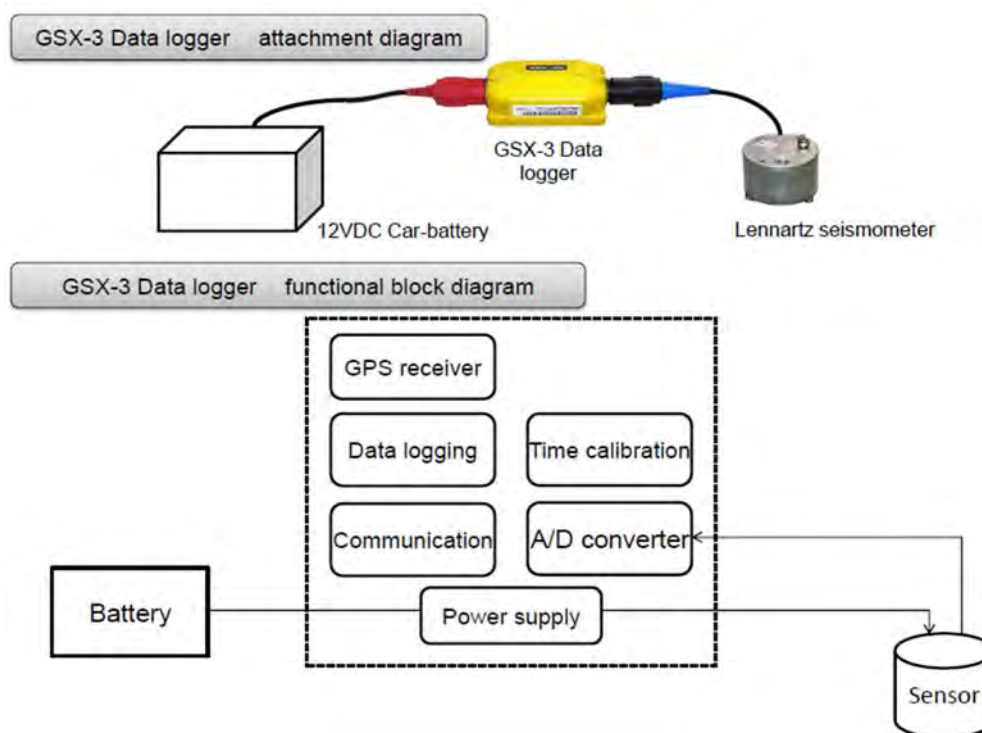 GSX-3 Data logger attachment diagram
GSX-3 Data
logger
12VDC Car-battery
Lennartz seismometer
GSX-3 Data logger functional block diagram
GPS receiver
Data logging
Time calibration
Communication
A/D converter
Battery
Power supply
Sensor